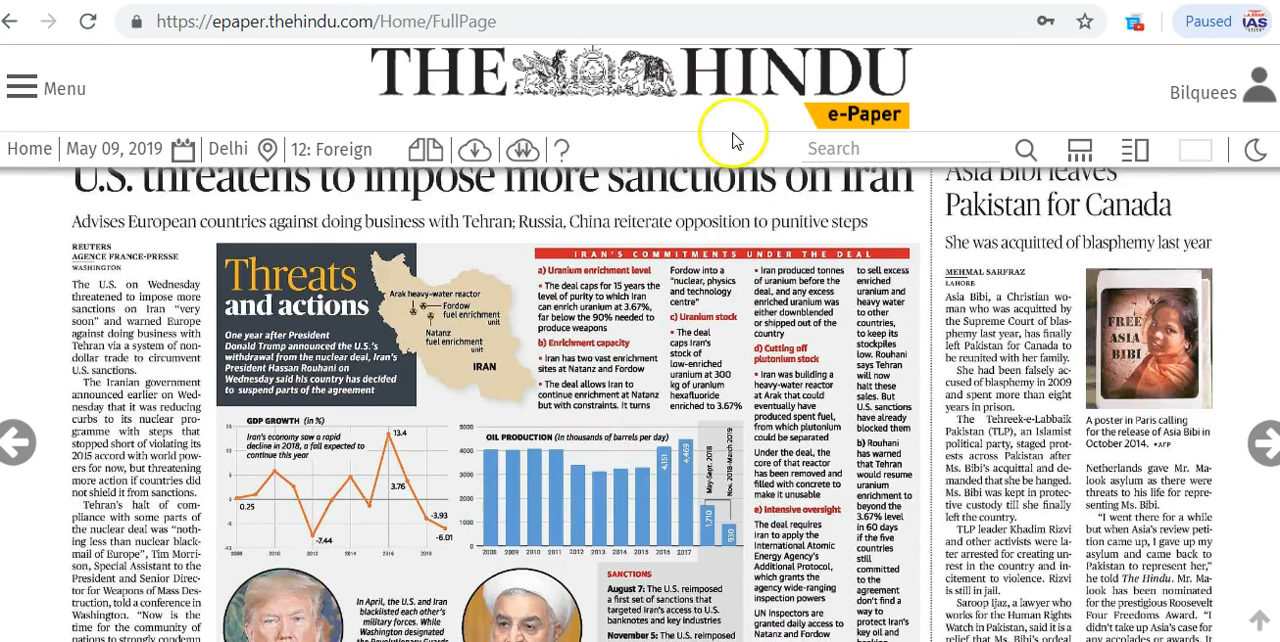 https://epaper.thehindu.com/Home/FullPage
Paused
IAS
Menu
THE HINDU
e-Paper
Bilquees
Home
May 09, 2019
Delhi
12: Foreign
?
Search
U.S. threatens to impose more sanctions on Iran
Advises European countries against doing business with Tehran; Russia, China reiterate opposition to punitive steps
REUTERS
AGENCE FRANCE-PRESSE
WASHINGTON
The U.S. on Wednesday
threatened to impose more
sanctions on Iran "very
soon" and warned Europe
against doing business with
Tehran via a system of non-
dollar trade to circumvent
U.S. sanctions.
The Iranian government
announced earlier on Wed-
nesday that it was reducing
curbs to its nuclear pro-
gramme with steps that
stopped short of violating its
2015 accord with world pow-
ers for now, but threatening
more action if countries did
not shield it from sanctions.
Tehran's halt of com-
pliance with some parts of
the nuclear deal was "noth-
ing less than nuclear black-
mail of Europe", Tim Morri-
son, Special Assistant to the
President and Senior Direc-
tor for Weapons of Mass Des-
truction, told a conference in
Washington. "Now is the
time for the community of
nations to strongly condemn
Threats
and actions
One year after President
Donald Trump announced the U.S.'s
withdrawal from the nuclear deal, Iran's
President Hassan Rouhani on
Wednesday said his country has decided
to suspend parts of the agreement
Arak heavy-water reactor
Fordow
fuel enrichment
unit
Natanz
fuel enrichment
unit
IRAN
IRAN'S COMMITMENTS UNDER THE DEAL
a) Uranium enrichment level
• The deal caps for 15 years the
level of purity to which Iran
can enrich uranium at 3.67%,
far below the 90% needed to
produce weapons
b) Enrichment capacity
• Iran has two vast enrichment
sites at Natanz and Fordow
• The deal allows Iran to
continue enrichment at Natanz
but with constraints. It turns
Fordow into a
"nuclear, physics
and technology
centre"
c) Uranium stock
• The deal
caps Iran's
stock of
low-enriched
uranium at 300
kg of uranium
hexafluoride
enriched to 3.67%
• Iran produced tonnes
of uranium before the
deal, and any excess
enriched uranium was
either downblended
or shipped out of the
country
d) Cutting off
plutonium stock
• Iran was building a
heavy-water reactor
at Arak that could
eventually have
produced spent fuel,
from which plutonium
could be separated
Under the deal, the
core of that reactor
has been removed and
filled with concrete to
make it unusable
e) Intensive oversight
The deal requires
Iran to apply the
International Atomic
Energy Agency's
Additional Protocol,
which grants the
agency wide-ranging
inspection powers
UN inspectors are
granted daily access to
Natanz and Fordow
to sell excess
enriched
uranium and
heavy water
to other
countries,
to keep its
stockpiles
low. Rouhani
says Tehran
will now
halt these
sales. But
U.S. sanctions
have already
blocked them
b) Rouhani
has warned
that Tehran
would resume
uranium
enrichment to
beyond the
3.67% level
in 60 days
if the five
countries
still
committed
to the
agreement
don't find a
way to
protect Iran's
key oil and
GDP GROWTH (in %)
Iran's economy saw a rapid
decline in 2018, a fall expected to
continue this year
15
5
-5
-13
0.25
-7.44
13.4
3.76
-3.93
-6.01
2008
2010
2012
2014
2016
2018
OIL PRODUCTION (in thousands of barrels per day)
5000
4000
3000
2000
1000
0
4,151
4,469
1,710
930
May-Sept. 2018
Nov. 2018-March 2019
2008 2009 2010 2011 2012 2013 2014 2015 2016 2017
In April, the U.S. and Iran
blacklisted each other's
military forces. While
Washington designated
SANCTIONS
August 7: The U.S. reimposed
a first set of sanctions that
targeted Iran's access to U.S.
banknotes and key industries
November 5: The U.S. reimposed
Asia Bibi leaves
Pakistan for Canada
She was acquitted of blasphemy last year
MEHMAL SARFRAZ
LAHORE
Asia Bibi, a Christian wo-
man who was acquitted by
the Supreme Court of blas-
phemy last year, has finally
left Pakistan for Canada to
be reunited with her family.
She had been falsely ac-
cused of blasphemy in 2009
and spent more than eight
years in prison.
The Tehreek-e-Labbaik
Pakistan (TLP), an Islamist
political party, staged prot-
ests across Pakistan after
Ms. Bibi's acquittal and de-
manded that she be hanged.
Ms. Bibi was kept in protec-
tive custody till she finally
left the country.
TLP leader Khadim Rizvi
and other activists were la-
ter arrested for creating un-
rest in the country and in-
citement to violence. Rizvi
is still in jail.
Saroop Ijaz, a lawyer who
works for the Human Rights
Watch in Pakistan, said it is a
relief that Ms. Bibi's ordeal
FREE
ASIA
BIBI
A poster in Paris calling
for the release of Asia Bibi in
October 2014. •AFP
Netherlands gave Mr. Ma-
look asylum as there were
threats to his life for repre-
senting Ms. Bibi.
"I went there for a while
but when Asia's review peti-
tion came up, I gave up my
asylum and came back to
Pakistan to represent her,"
he told The Hindu. Mr. Ma-
look has been nominated
for the prestigious Roosevelt
Four Freedoms Award. "I
didn't take up Asia's case for
any accolades or awards. It